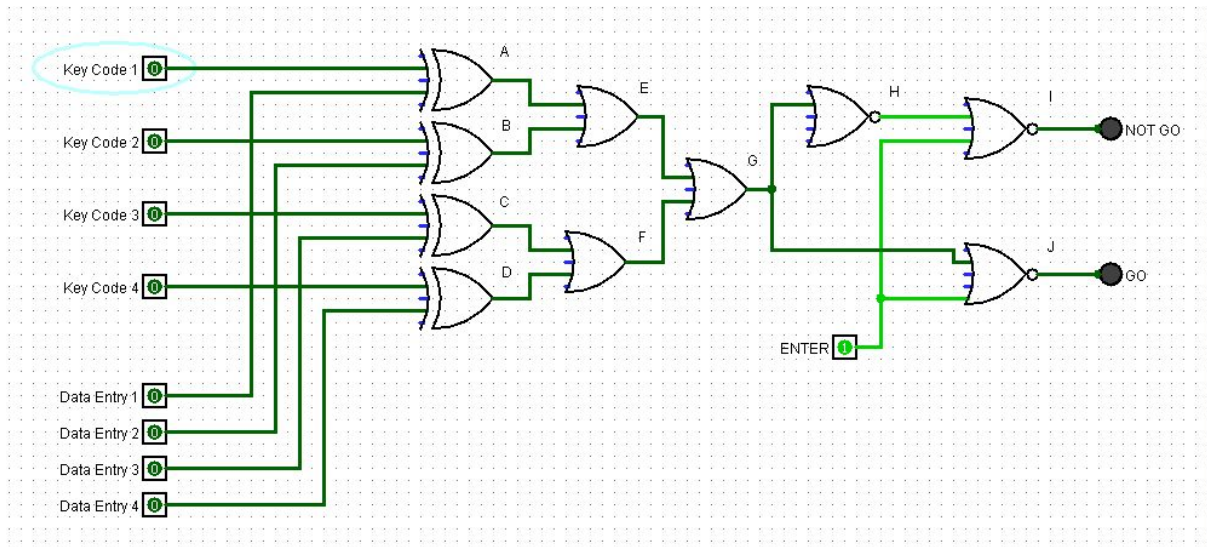 Key Code 1 0
Key Code 2 0
Key Code 3 0
Key Code 4 0
Data Entry 1 0
Data Entry 2 0
Data Entry 3 0
Data Entry 4 0
A
B
C
D
E
F
G
H
I
J
NOT GO
GO
ENTER 1